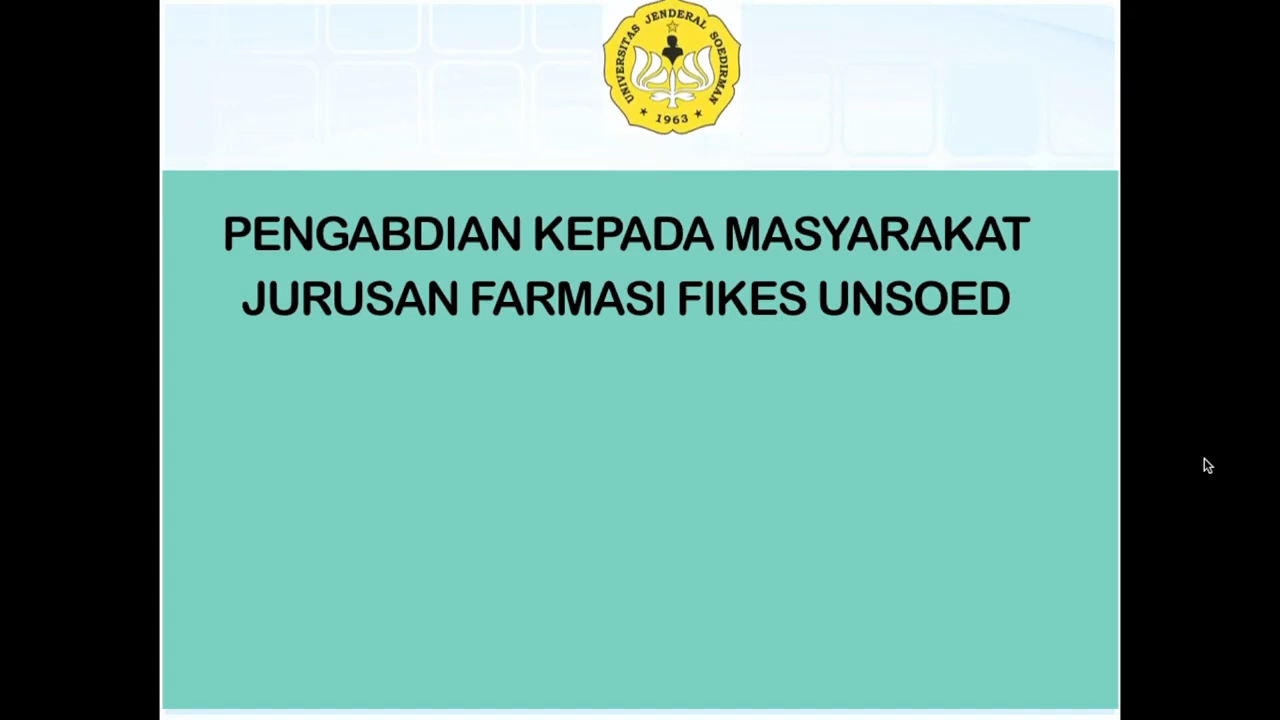 UNIVERSITAS JENDERAL SOEDIRMAN
1963
PENGABDIAN KEPADA MASYARAKAT
JURUSAN FARMASI FIKES UNSOED